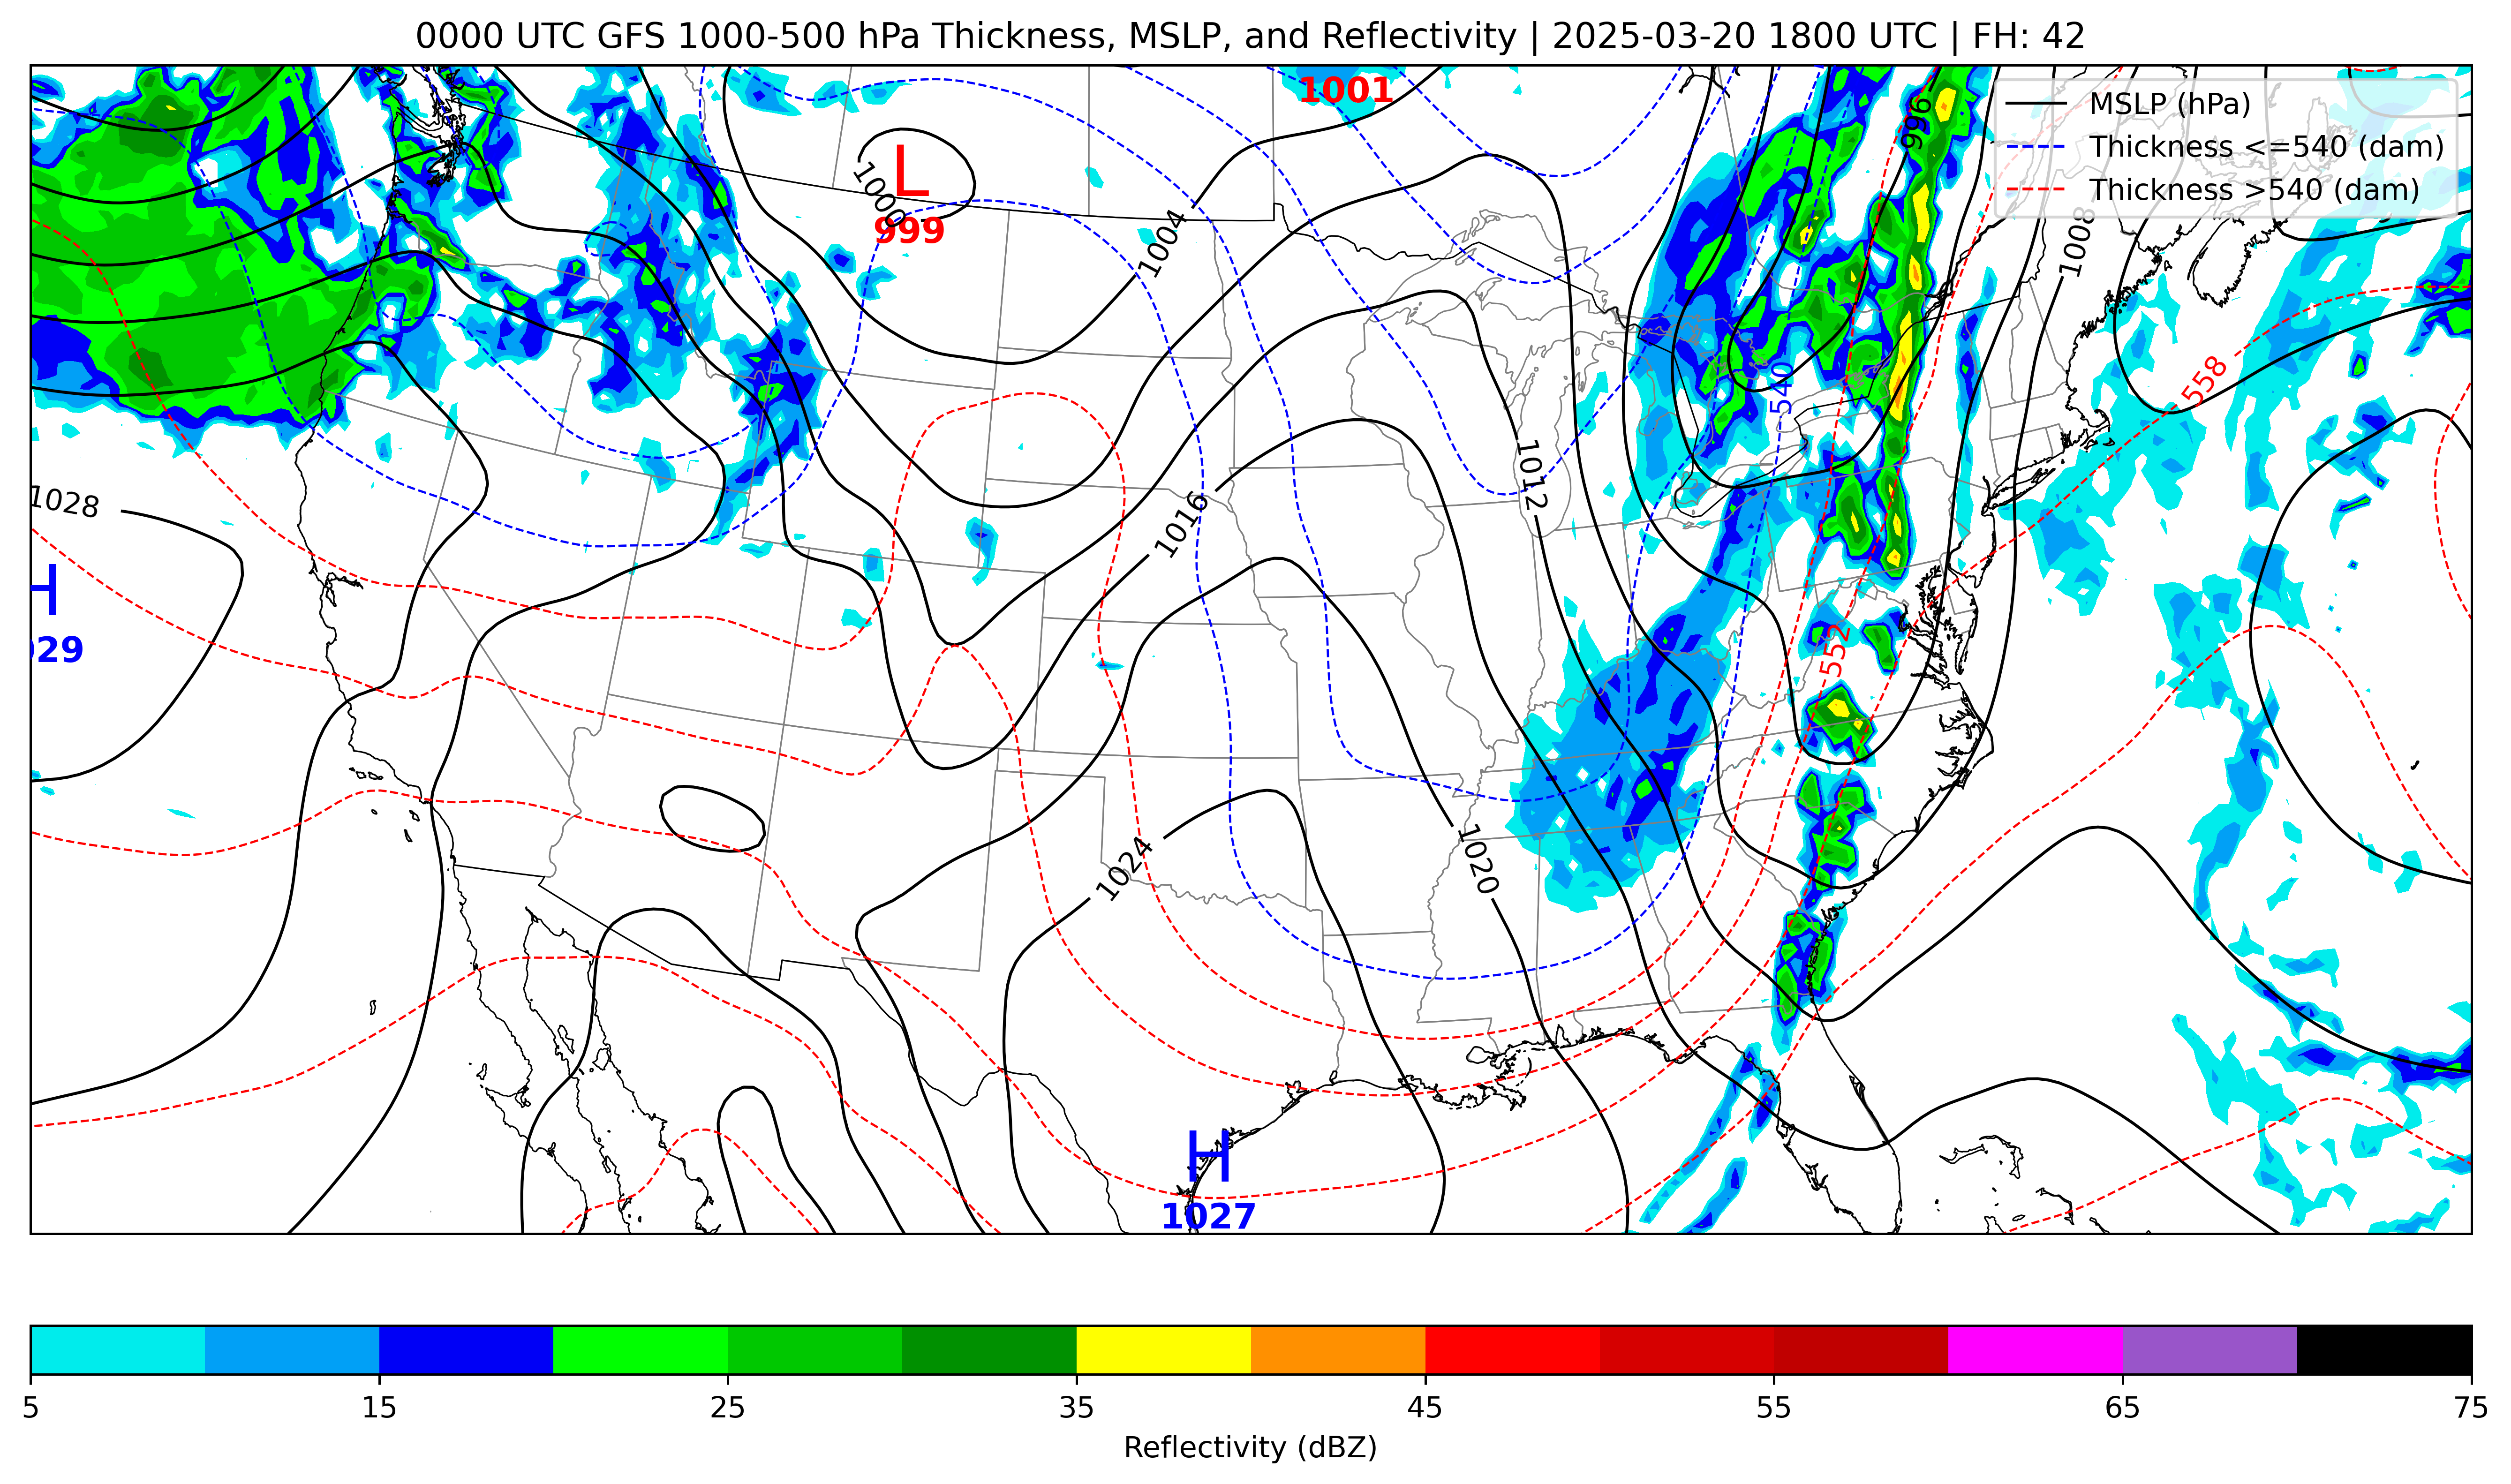 0000 UTC GFS 1000-500 hPa Thickness, MSLP, and Reflectivity | 2025-03-20 1800 UTC | FH: 42
1001
996
MSLP (hPa)
Thickness <=540 (dam)
Thickness >540 (dam)
L
1000
999
1004
1008
540
558
1012
1028
1016
H
029
552
1024
1020
H
1027
5 15 25 35 45 55 65 75
Reflectivity (dBZ)